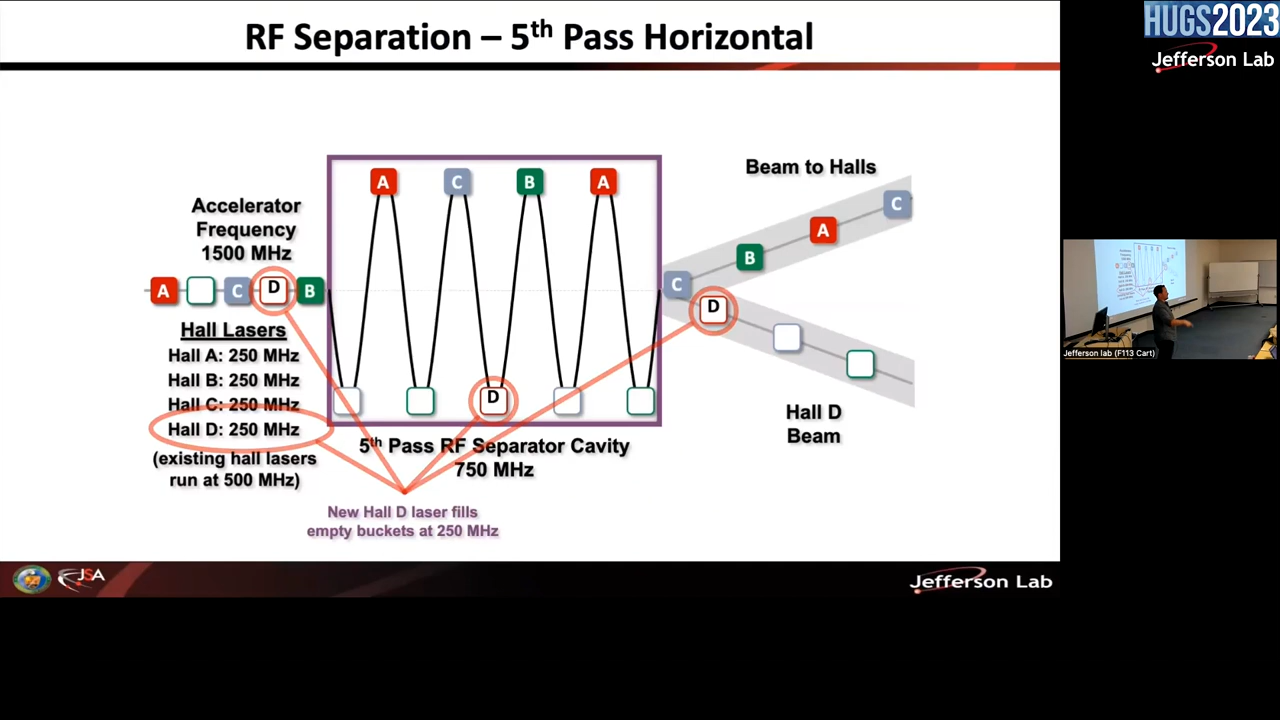 RF Separation – 5th Pass Horizontal
HUGS2023
Jefferson Lab
A
C
B
A
Beam to Halls
Accelerator
Frequency
1500 MHz
C
A
B
A
C
D
B
C
D
Hall Lasers
Hall A: 250 MHz
Hall B: 250 MHz
Hall C: 250 MHz
Hall D: 250 MHz
(existing hall lasers
run at 500 MHz)
D
5th Pass RF Separator Cavity
750 MHz
Hall D
Beam
New Hall D laser fills
empty buckets at 250 MHz
Jefferson lab (F113 Cart)
JSA
Jefferson Lab